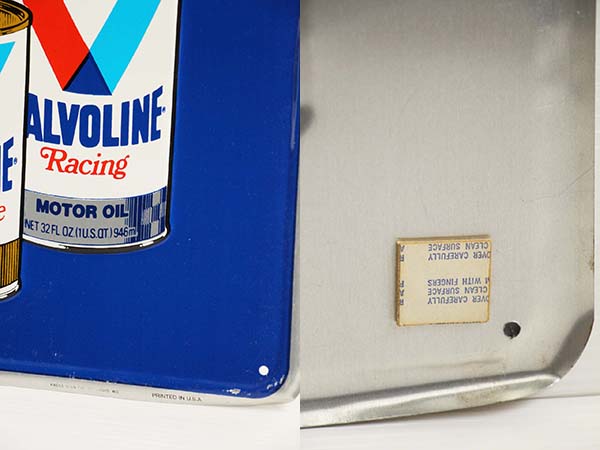 ALVOLINE®
Racing
MOTOR OIL
NET 32 FL OZ (1 U.S. QT) 946m
E
e
PRINTED IN U.S.A.
OVER CAREFULLY
CLEAN SURFACE
WITH FINGERS
OVER CAREFULLY
CLEAN SURFACE